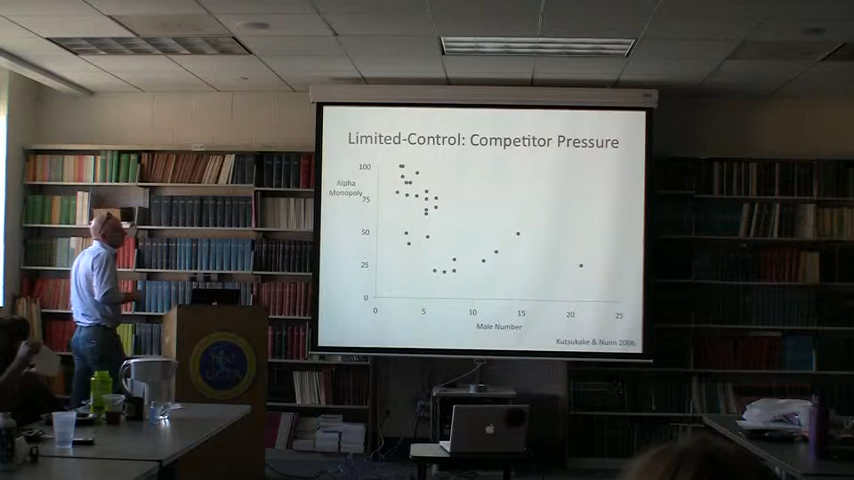 Limited-Control: Competitor Pressure
100
Alpha
Monopoly
75
50
25
0
0 5 10 15 20 25
Male Number
Kutsukake & Nunn 2006